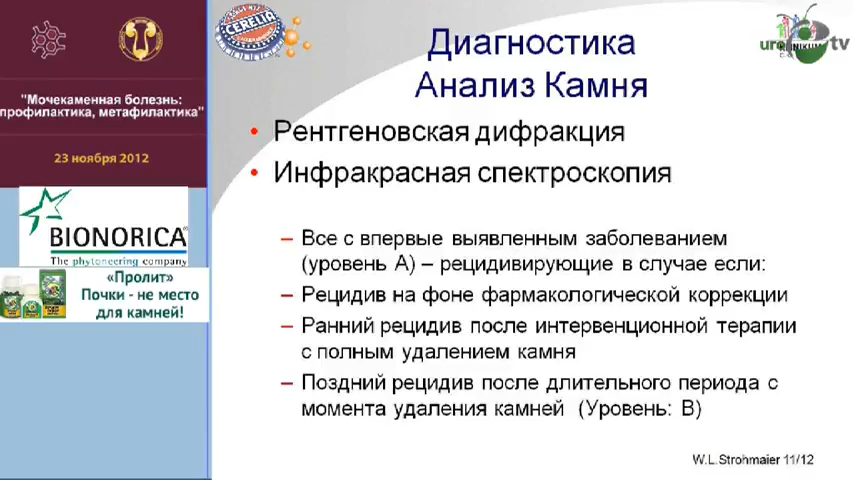 "Мочекаменная болезнь:
профилактика, метафилактика"
23 ноября 2012
BIONORICA®
The phytoneering company
«Пролит»
Почки - не место
для камней!
CERELIA
uro
tv
Диагностика
Анализ Камня
• Рентгеновская дифракция
• Инфракрасная спектроскопия
– Все с впервые выявленным заболеванием
(уровень А) – рецидивирующие в случае если:
– Рецидив на фоне фармакологической коррекции
– Ранний рецидив после интервенционной терапии
с полным удалением камня
– Поздний рецидив после длительного периода с
момента удаления камней (Уровень: В)
W.L.Strohmaier 11/12